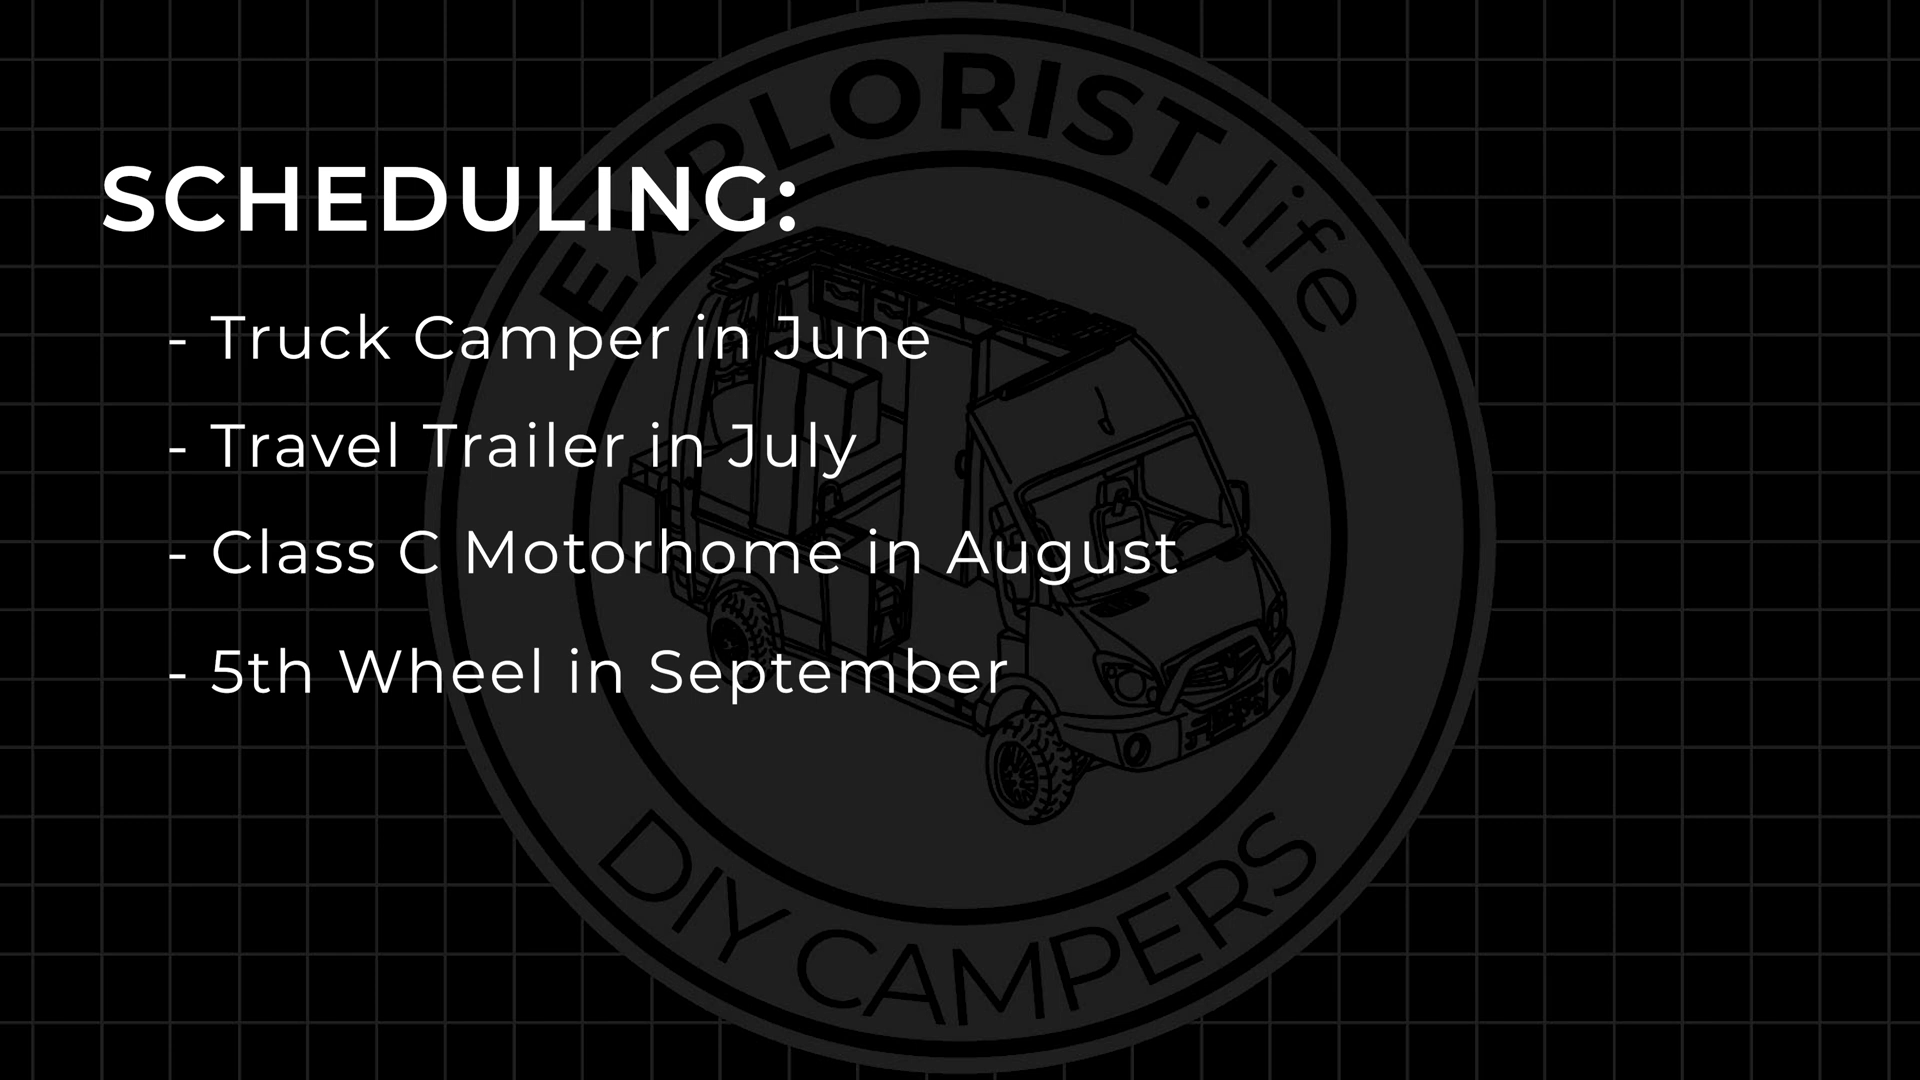 EXPLORIST.life
SCHEDULING:
- Truck Camper in June
- Travel Trailer in July
- Class C Motorhome in August
- 5th Wheel in September
DIY CAMPERS